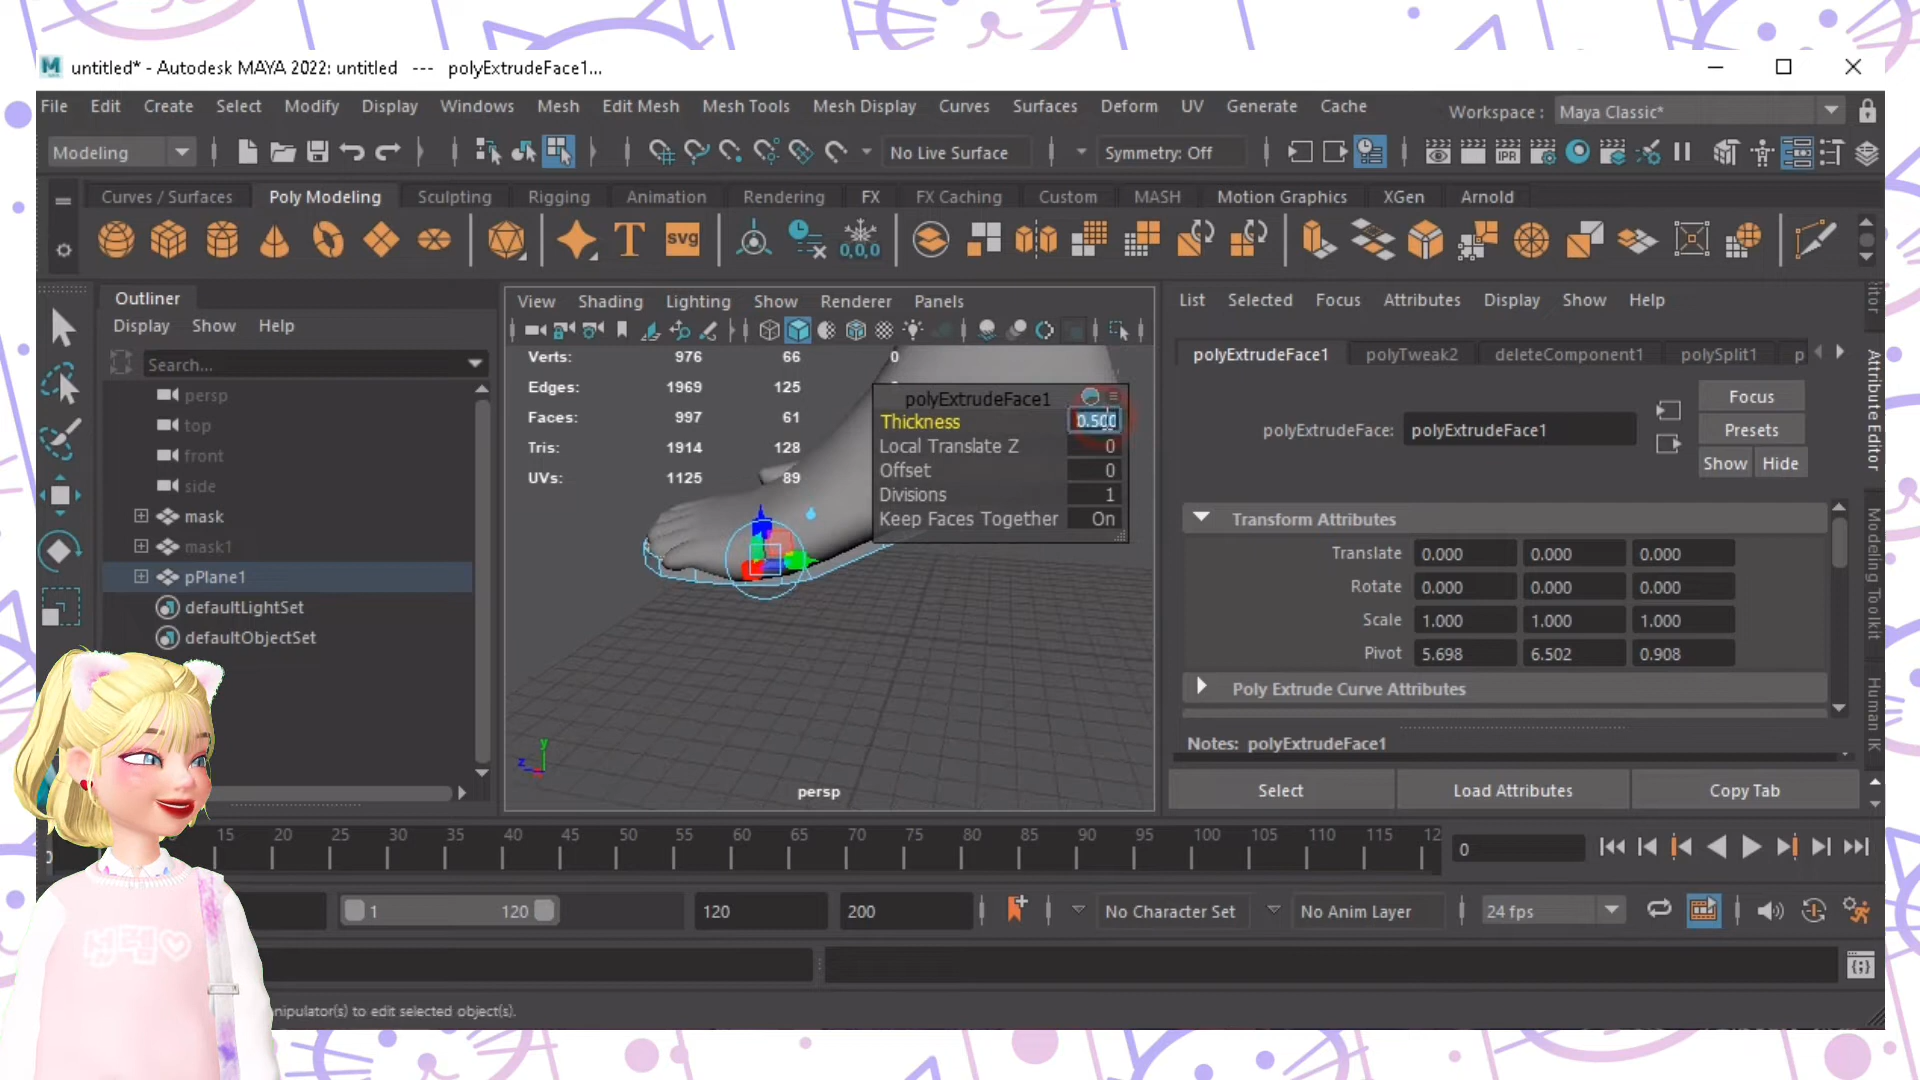 untitled* - Autodesk MAYA 2022: untitled --- polyExtrudeFace1...
File Edit Create Select Modify Display Windows Mesh Edit Mesh Mesh Tools Mesh Display Curves Surfaces Deform UV Generate Cache
Workspace : Maya Classic*
Modeling
No Live Surface
Symmetry: Off
IPR
Curves / Surfaces Poly Modeling Sculpting Rigging Animation Rendering FX FX Caching Custom MASH Motion Graphics XGen Arnold
T
SVG
0,0,0
Outliner
Display Show Help
Search...
persp
top
front
side
mask
mask1
pPlane1
defaultLightSet
defaultObjectSet
View Shading Lighting Show Renderer Panels
Verts: 976 66 0
Edges: 1969 125
Faces: 997 61
Tris: 1914 128
UVs: 1125 89
polyExtrudeFace1
Thickness 0.500
Local Translate Z 0
Offset 0
Divisions 1
Keep Faces Together On
y
z
persp
List Selected Focus Attributes Display Show Help
polyExtrudeFace1 polyTweak2 deleteComponent1 polySplit1 p
Focus
polyExtrudeFace: polyExtrudeFace1
Presets
Show Hide
Transform Attributes
Translate 0.000 0.000 0.000
Rotate 0.000 0.000 0.000
Scale 1.000 1.000 1.000
Pivot 5.698 6.502 0.908
Poly Extrude Curve Attributes
Notes: polyExtrudeFace1
Select Load Attributes Copy Tab
Attribute Editor
Modeling Toolkit
Human IK
15 20 25 30 35 40 45 50 55 60 65 70 75 80 85 90 95 100 105 110 115 12
0
1 120
120
200
No Character Set
No Anim Layer
24 fps
nipulator(s) to edit selected object(s).